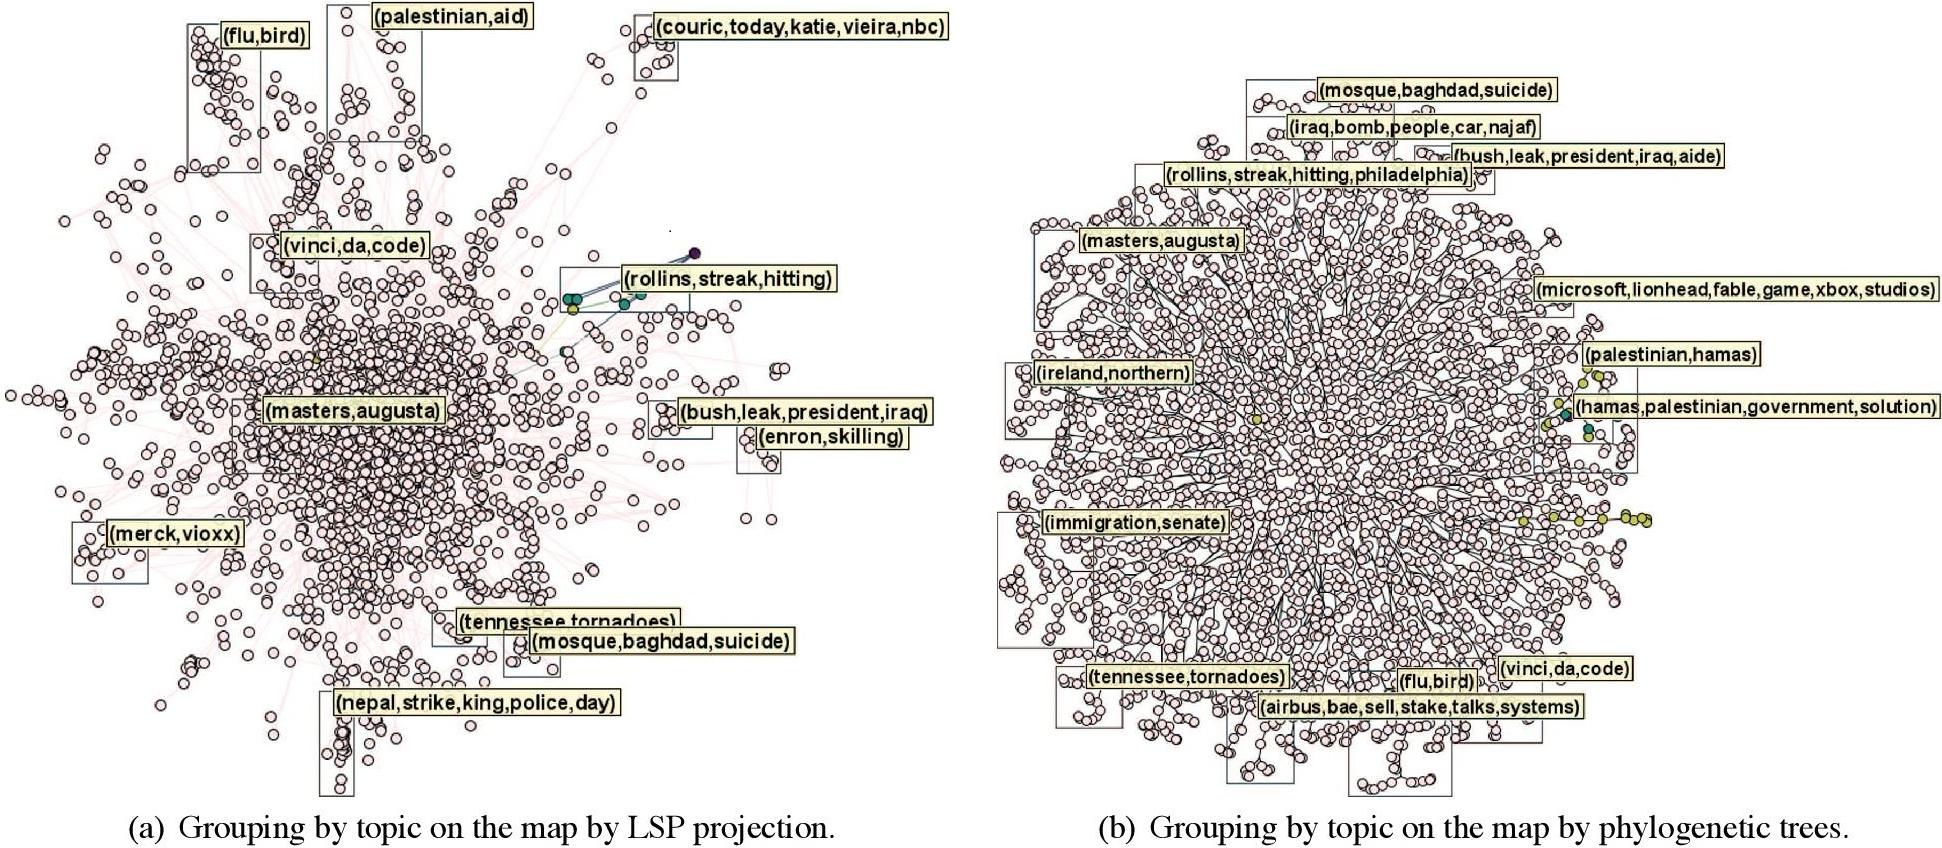 (flu,bird)
(palestinian,aid)
(couric,today,katie,vieira,nbc)
(vinci,da,code)
(rollins,streak,hitting)
(masters,augusta)
(bush,leak,president,iraq)
(enron,skilling)
(merck,vioxx)
(tennessee,tornadoes)
(mosque,baghdad,suicide)
(nepal,strike,king,police,day)
(a) Grouping by topic on the map by LSP projection.
(mosque,baghdad,suicide)
(iraq,bomb,people,car,najaf)
(bush,leak,president,iraq,aide)
(rollins,streak,hitting,philadelphia)
(masters,augusta)
(microsoft,lionhead,fable,game,xbox,studios)
(palestinian,hamas)
(ireland,northern)
(hamas,palestinian,government,solution)
(immigration,senate)
(vinci,da,code)
(tennessee,tornadoes)
(flu,bird)
(airbus,bae,sell,stake,talks,systems)
(b) Grouping by topic on the map by phylogenetic trees.